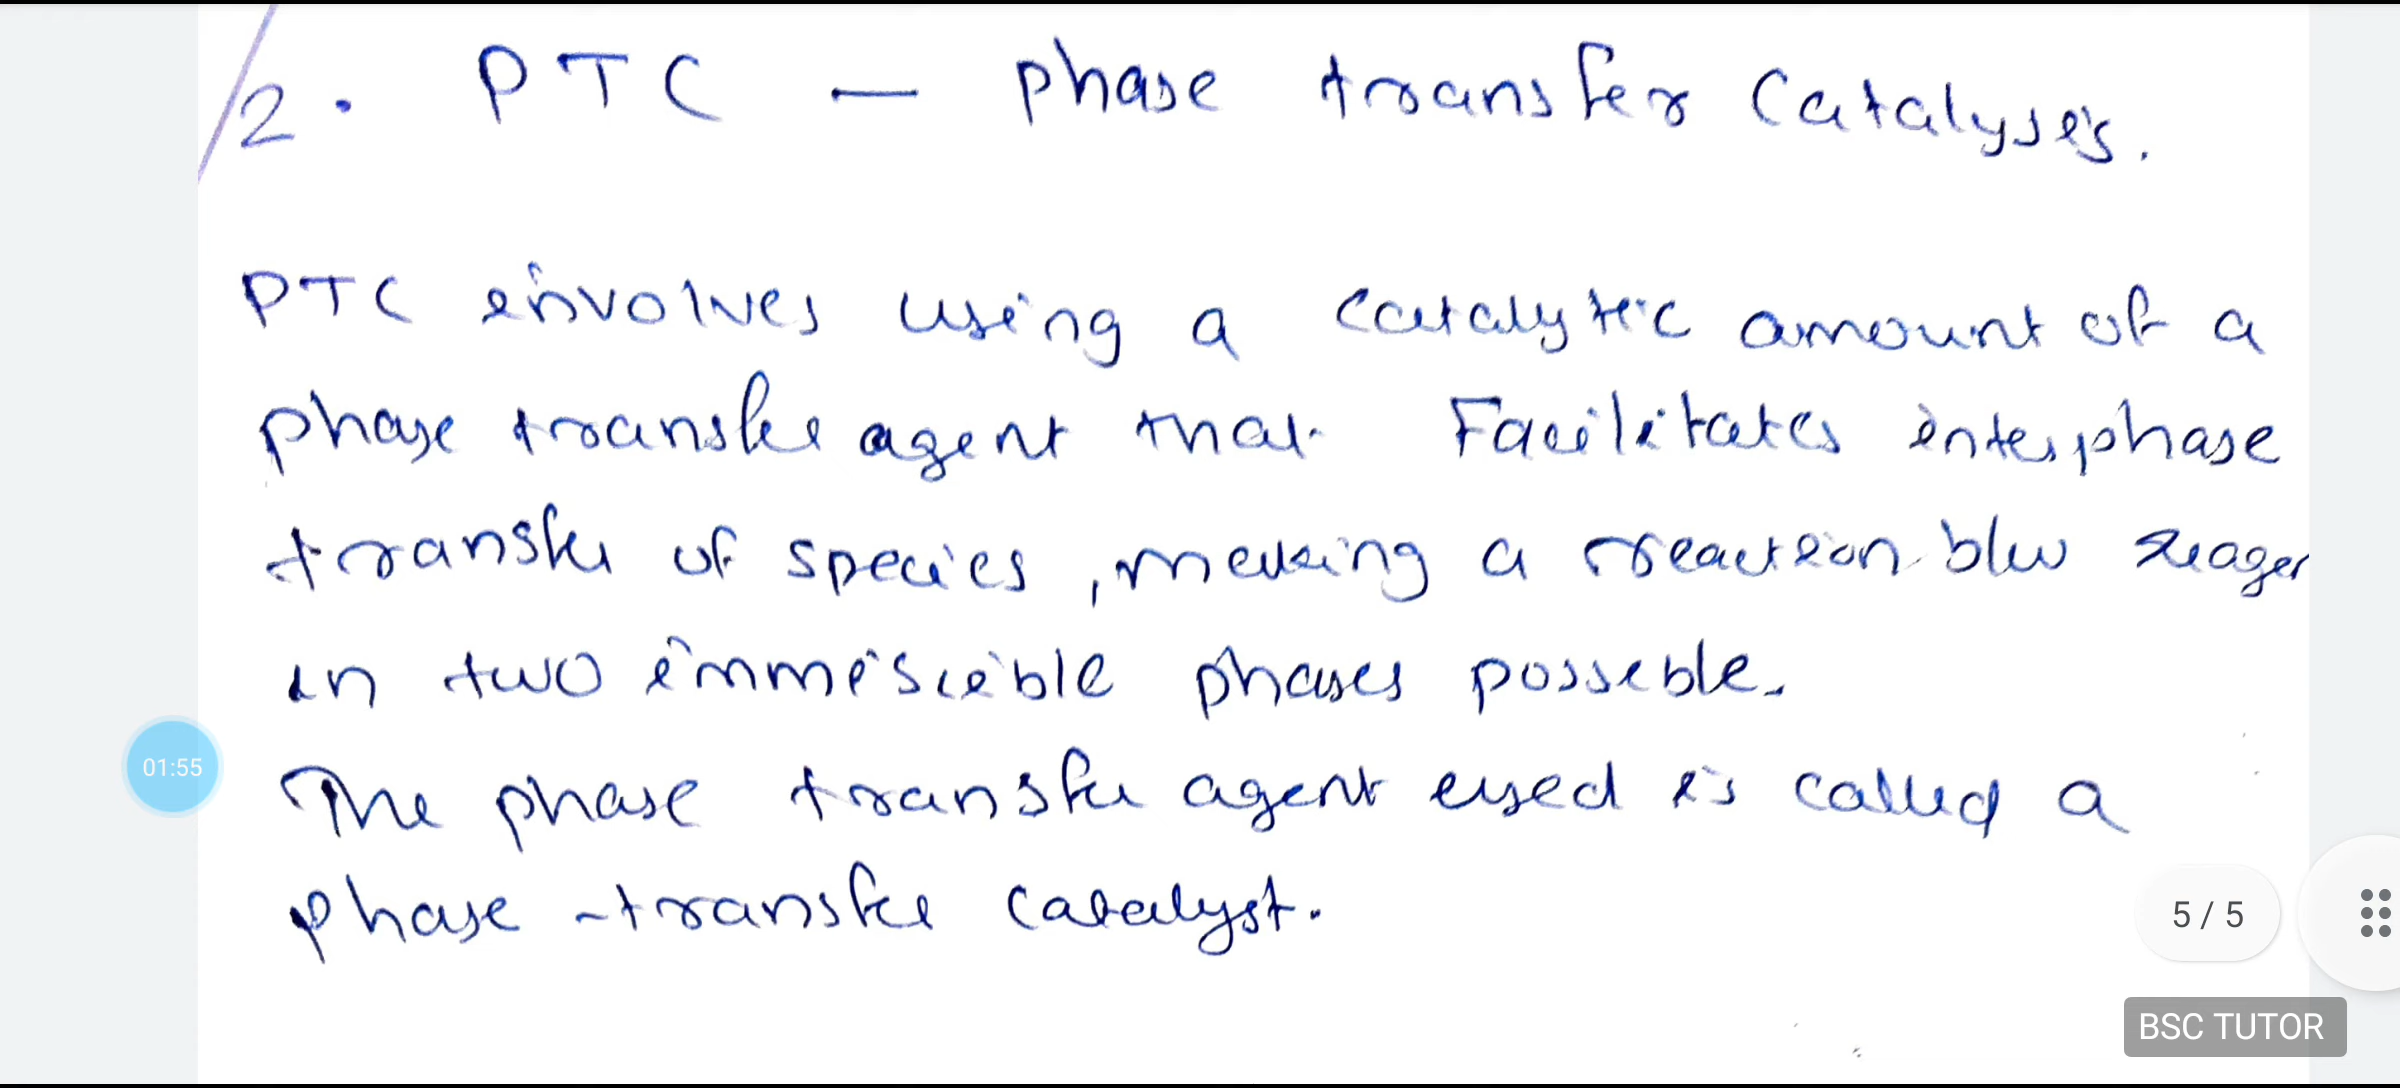 2. PTC — phase transfer Catalyses.
PTC involves using a catalytic amount of a
phase transfer agent that Facilitates interphase
transfer of species, making a reaction b/w reagen
in two immiscible phases possible.
The phase transfer agent used is called a
phase-transfer catalyst.
01:55
5 / 5
BSC TUTOR